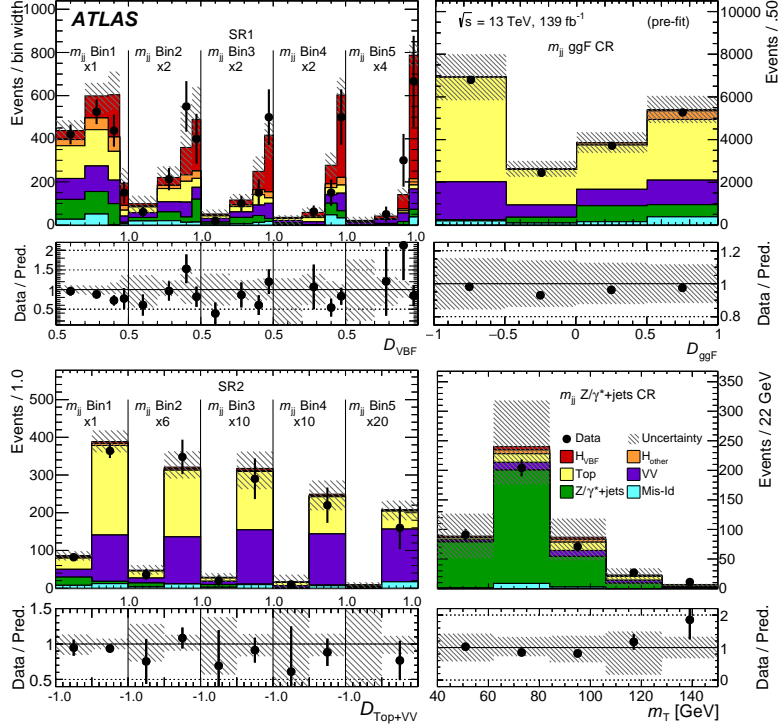 ATLAS
SR1
m_jj Bin1 Bin2 Bin3 Bin4 Bin5
x1 x2 x2 x2 x4
Events / bin width
0 200 400 600 800 1000
1.0 1.0 1.0 1.0 1.0
Data / Pred.
0.5 1 1.5 2
0.5 0.5 0.5 0.5 0.5
D_VBF
√s = 13 TeV, 139 fb⁻¹ (pre-fit)
m_jj ggF CR
Events / .50
0 2000 4000 6000 8000 10000
Data / Pred.
0.8 1.0 1.2
−1 −0.5 0 0.5 1
D_ggF
SR2
m_jj Bin1 m_jj Bin2 m_jj Bin3 m_jj Bin4 m_jj Bin5
x1 x6 x10 x10 x20
Events / 1.0
0 100 200 300 400 500
1.0 1.0 1.0 1.0 1.0
Data / Pred.
0.5 1 1.5
-1.0 -1.0 -1.0 -1.0 -1.0
D_Top+VV
m_jj Z/γ*+jets CR
Data Uncertainty
H_VBF H_other
Top VV
Z/γ*+jets Mis-Id
Events / 22 GeV
0 50 100 150 200 250 300 350
Data / Pred.
0 1 2
40 60 80 100 120 140
m_T [GeV]